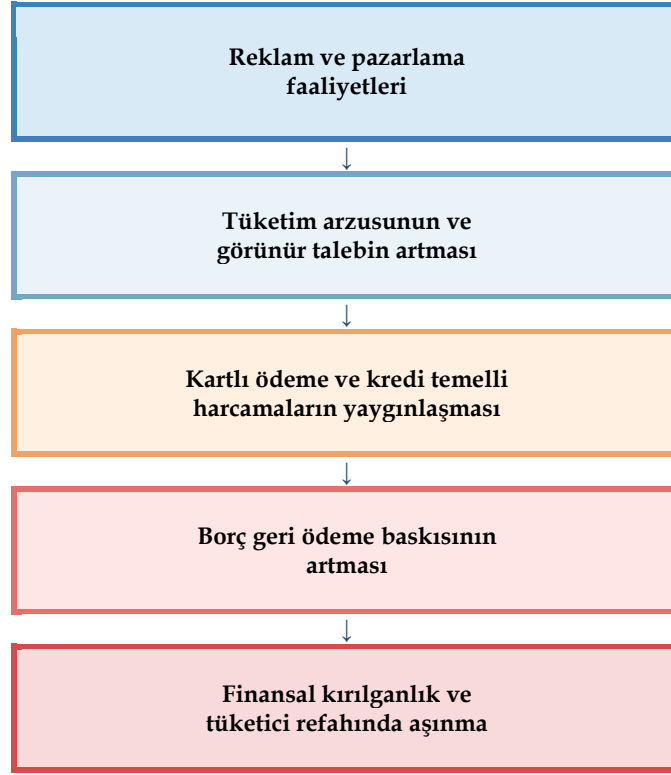 Reklam ve pazarlama
faaliyetleri
↓
Tüketim arzusunun ve
görünür talebin artması
↓
Kartlı ödeme ve kredi temelli
harcamaların yaygınlaşması
↓
Borç geri ödeme baskısının
artması
↓
Finansal kırılganlık ve
tüketici refahında aşınma